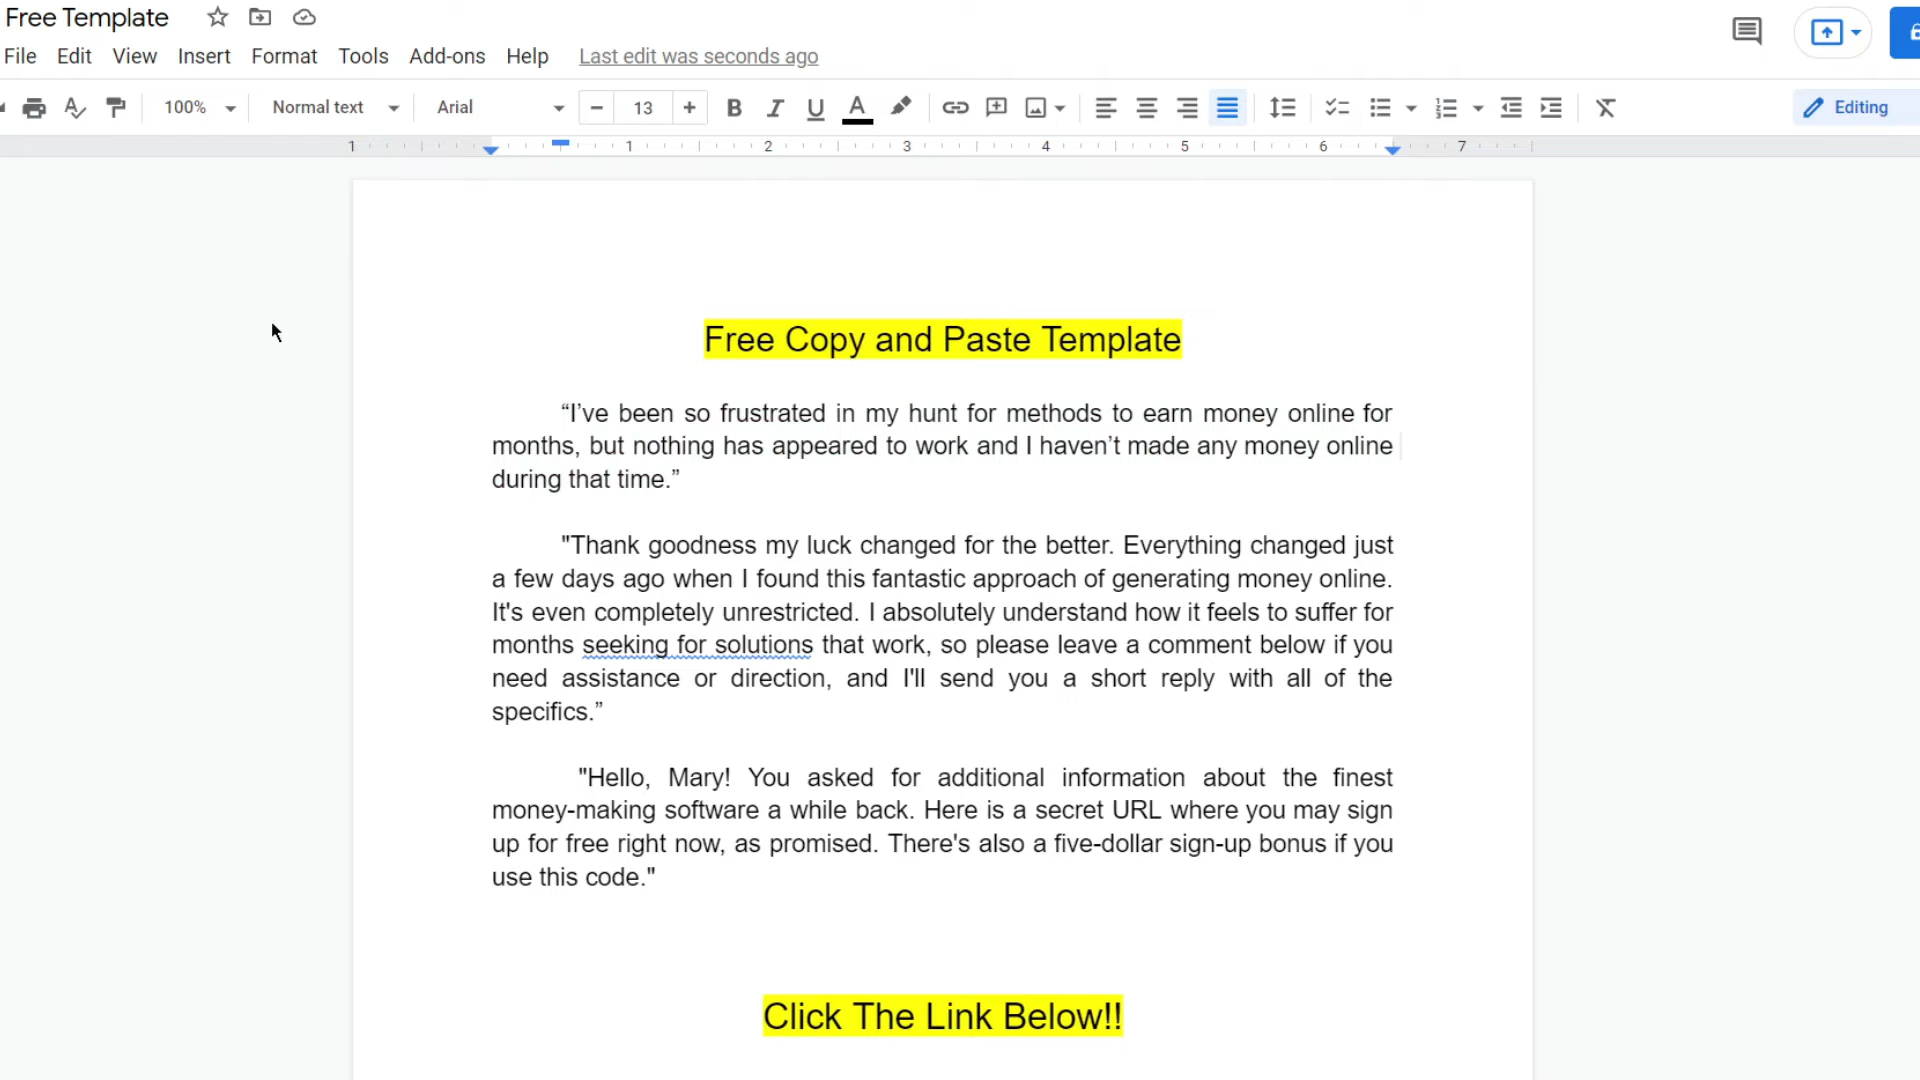 Free Template
File Edit View Insert Format Tools Add-ons Help Last edit was seconds ago
100% Normal text Arial 13 Editing
1 1 2 3 4 5 6 7
Free Copy and Paste Template
“I’ve been so frustrated in my hunt for methods to earn money online for
months, but nothing has appeared to work and I haven’t made any money online
during that time.”
"Thank goodness my luck changed for the better. Everything changed just
a few days ago when I found this fantastic approach of generating money online.
It's even completely unrestricted. I absolutely understand how it feels to suffer for
months seeking for solutions that work, so please leave a comment below if you
need assistance or direction, and I'll send you a short reply with all of the
specifics.”
"Hello, Mary! You asked for additional information about the finest
money-making software a while back. Here is a secret URL where you may sign
up for free right now, as promised. There's also a five-dollar sign-up bonus if you
use this code."
Click The Link Below!!